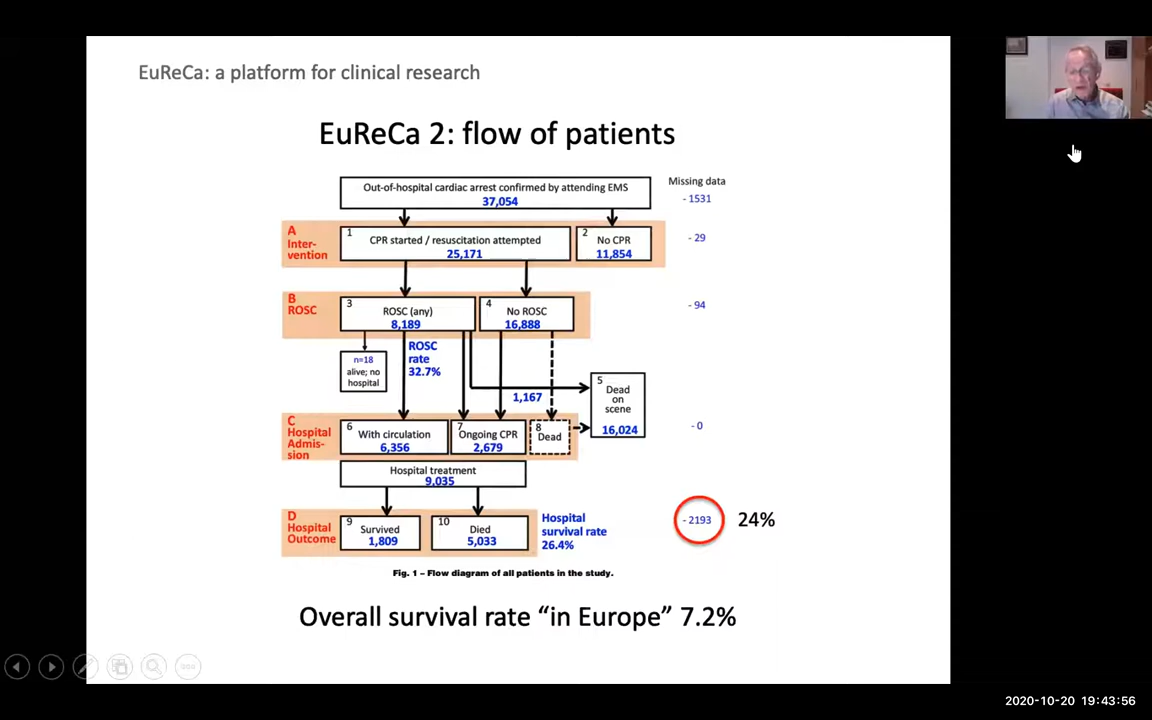 EuReCa: a platform for clinical research
EuReCa 2: flow of patients
Out-of-hospital cardiac arrest confirmed by attending EMS
37,054
Missing data
- 1531
A
Inter-
vention
1
CPR started / resuscitation attempted
25,171
2
No CPR
11,854
- 29
B
ROSC
3
ROSC (any)
8,189
4
No ROSC
16,888
- 94
n=18
alive; no
hospital
ROSC
rate
32.7%
1,167
5
Dead
on
scene
16,024
C
Hospital
Admis-
sion
6
With circulation
6,356
7
Ongoing CPR
2,679
8
Dead
- 0
Hospital treatment
9,035
D
Hospital
Outcome
9
Survived
1,809
10
Died
5,033
Hospital
survival rate
26.4%
- 2193
24%
Fig. 1 – Flow diagram of all patients in the study.
Overall survival rate “in Europe” 7.2%
2020-10-20 19:43:56